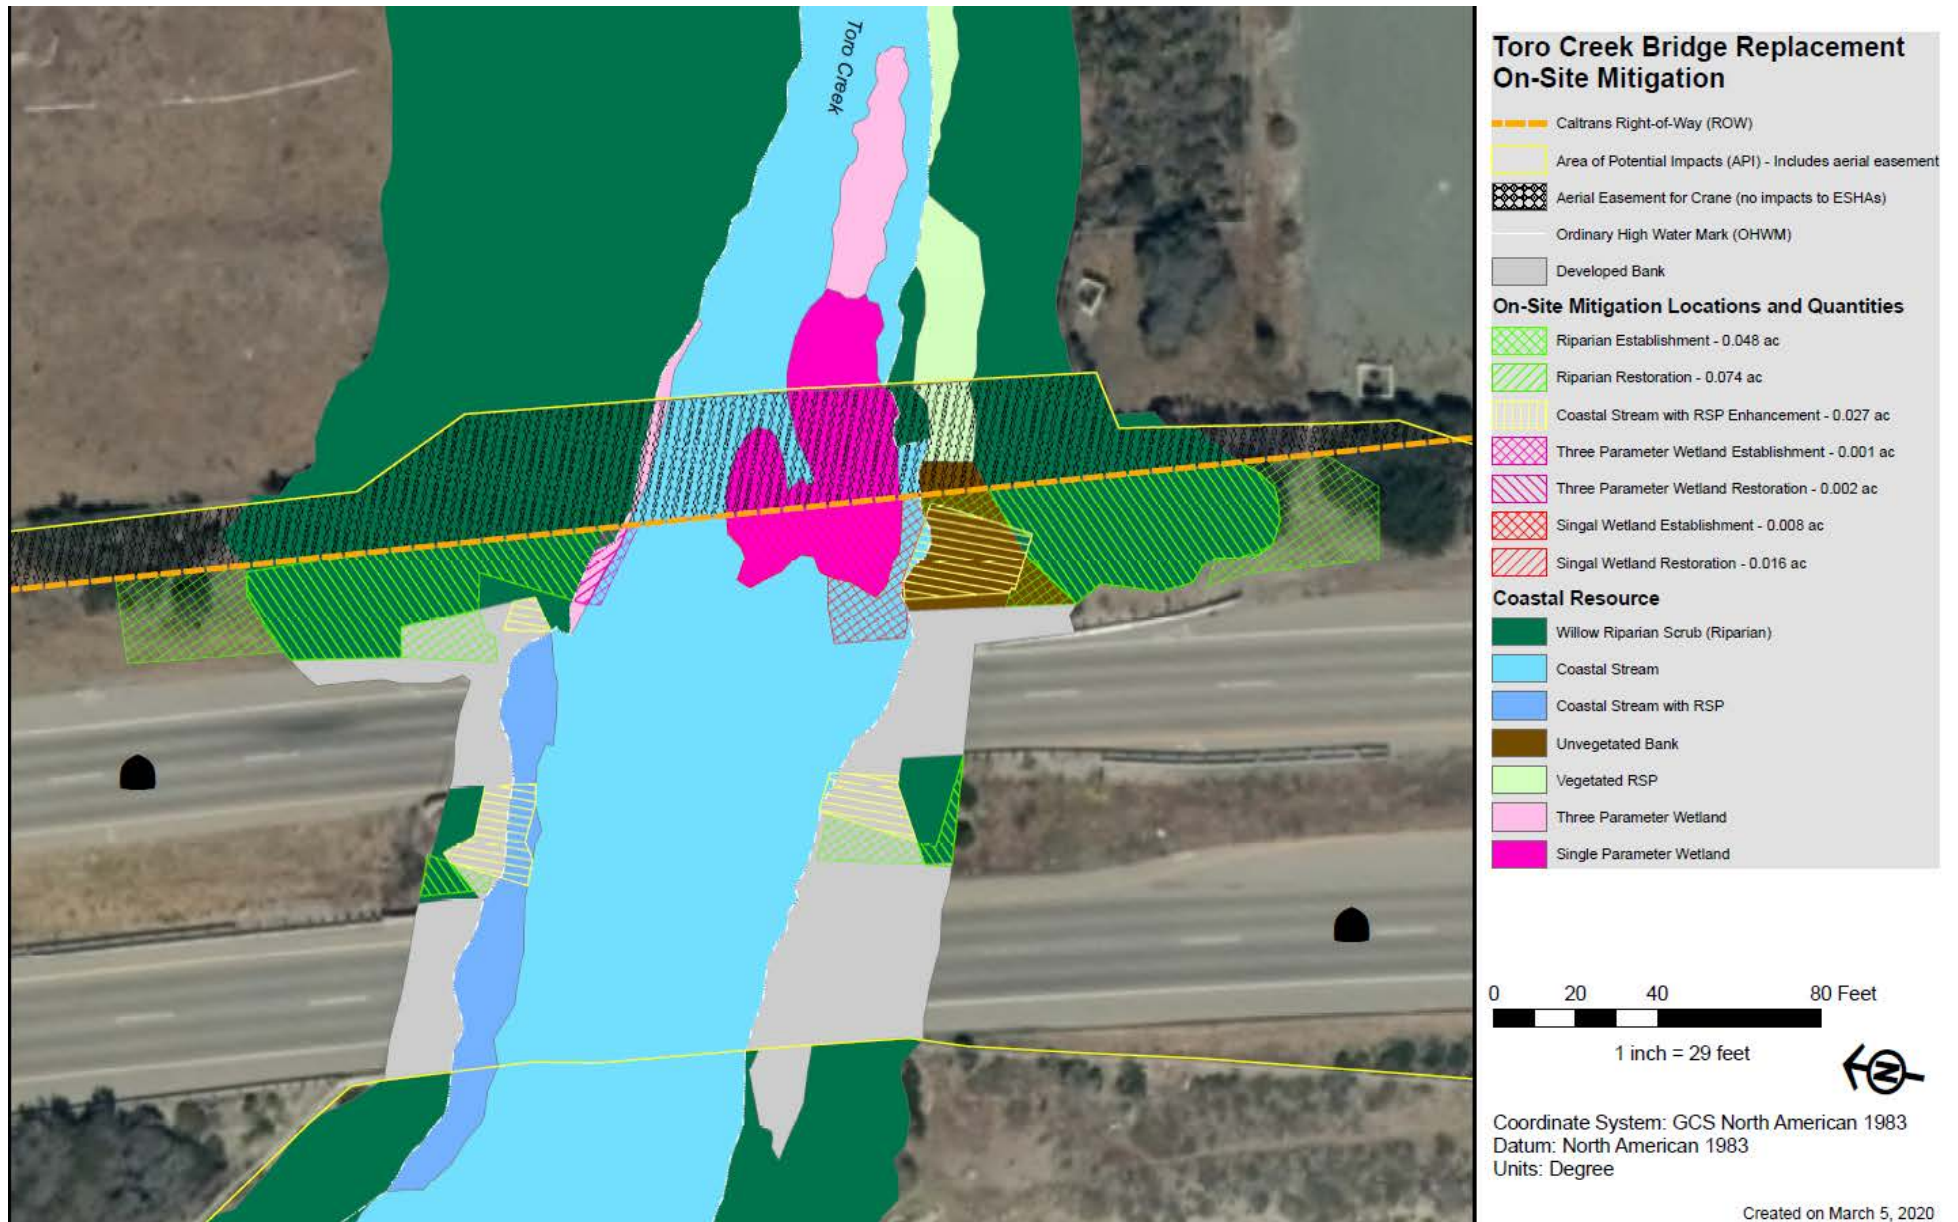 Toro Creek
Toro Creek Bridge Replacement
On-Site Mitigation
Caltrans Right-of-Way (ROW)
Area of Potential Impacts (API) - Includes aerial easement
Aerial Easement for Crane (no impacts to ESHAs)
Ordinary High Water Mark (OHWM)
Developed Bank
On-Site Mitigation Locations and Quantities
Riparian Establishment - 0.048 ac
Riparian Restoration - 0.074 ac
Coastal Stream with RSP Enhancement - 0.027 ac
Three Parameter Wetland Establishment - 0.001 ac
Three Parameter Wetland Restoration - 0.002 ac
Singal Wetland Establishment - 0.008 ac
Singal Wetland Restoration - 0.016 ac
Coastal Resource
Willow Riparian Scrub (Riparian)
Coastal Stream
Coastal Stream with RSP
Unvegetated Bank
Vegetated RSP
Three Parameter Wetland
Single Parameter Wetland
0 20 40 80 Feet
1 inch = 29 feet
N
Coordinate System: GCS North American 1983
Datum: North American 1983
Units: Degree
Created on March 5, 2020